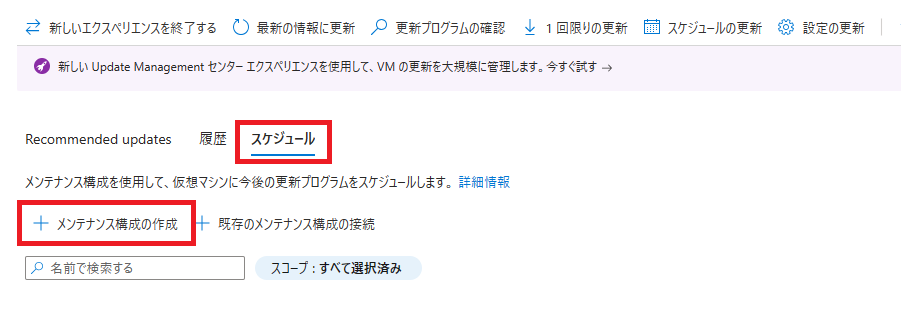 新しいエクスペリエンスを終了する 最新の情報に更新 更新プログラムの確認 1 回限りの更新 スケジュールの更新 設定の更新
新しい Update Management センター エクスペリエンスを使用して、VM の更新を大規模に管理します。今すぐ試す →
Recommended updates 履歴 スケジュール
メンテナンス構成を使用して、仮想マシンに今後の更新プログラムをスケジュールします。 詳細情報
+ メンテナンス構成の作成 + 既存のメンテナンス構成の接続
名前で検索する スコープ : すべて選択済み